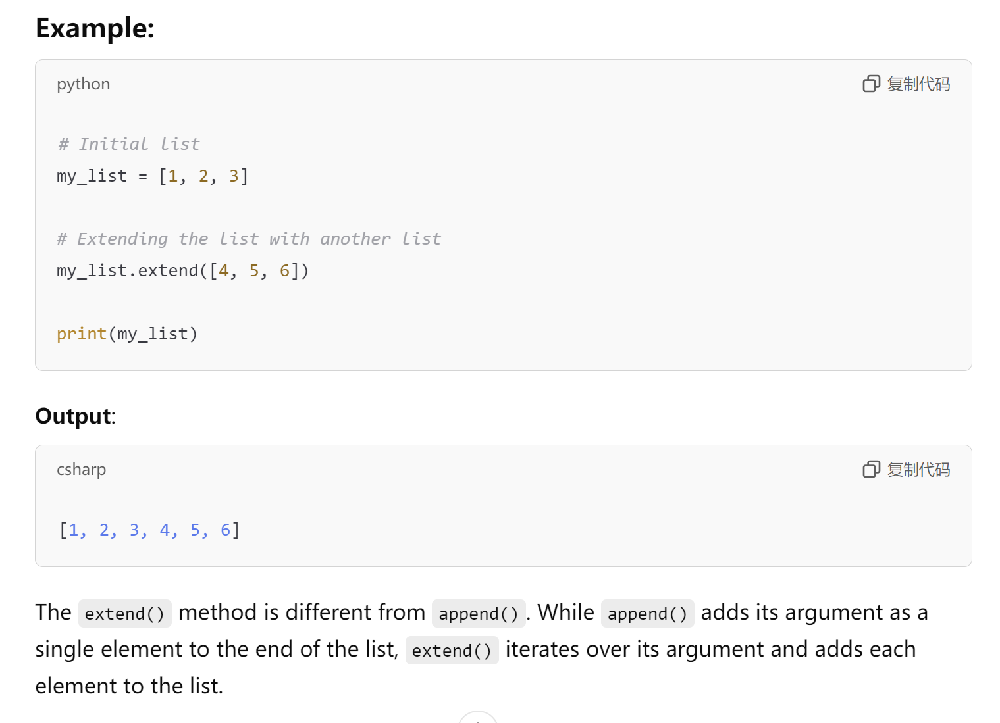 Example:
python
复制代码
# Initial list
my_list = [1, 2, 3]
# Extending the list with another list
my_list.extend([4, 5, 6])
print(my_list)
Output:
csharp
复制代码
[1, 2, 3, 4, 5, 6]
The extend() method is different from append(). While append() adds its argument as a
single element to the end of the list, extend() iterates over its argument and adds each
element to the list.